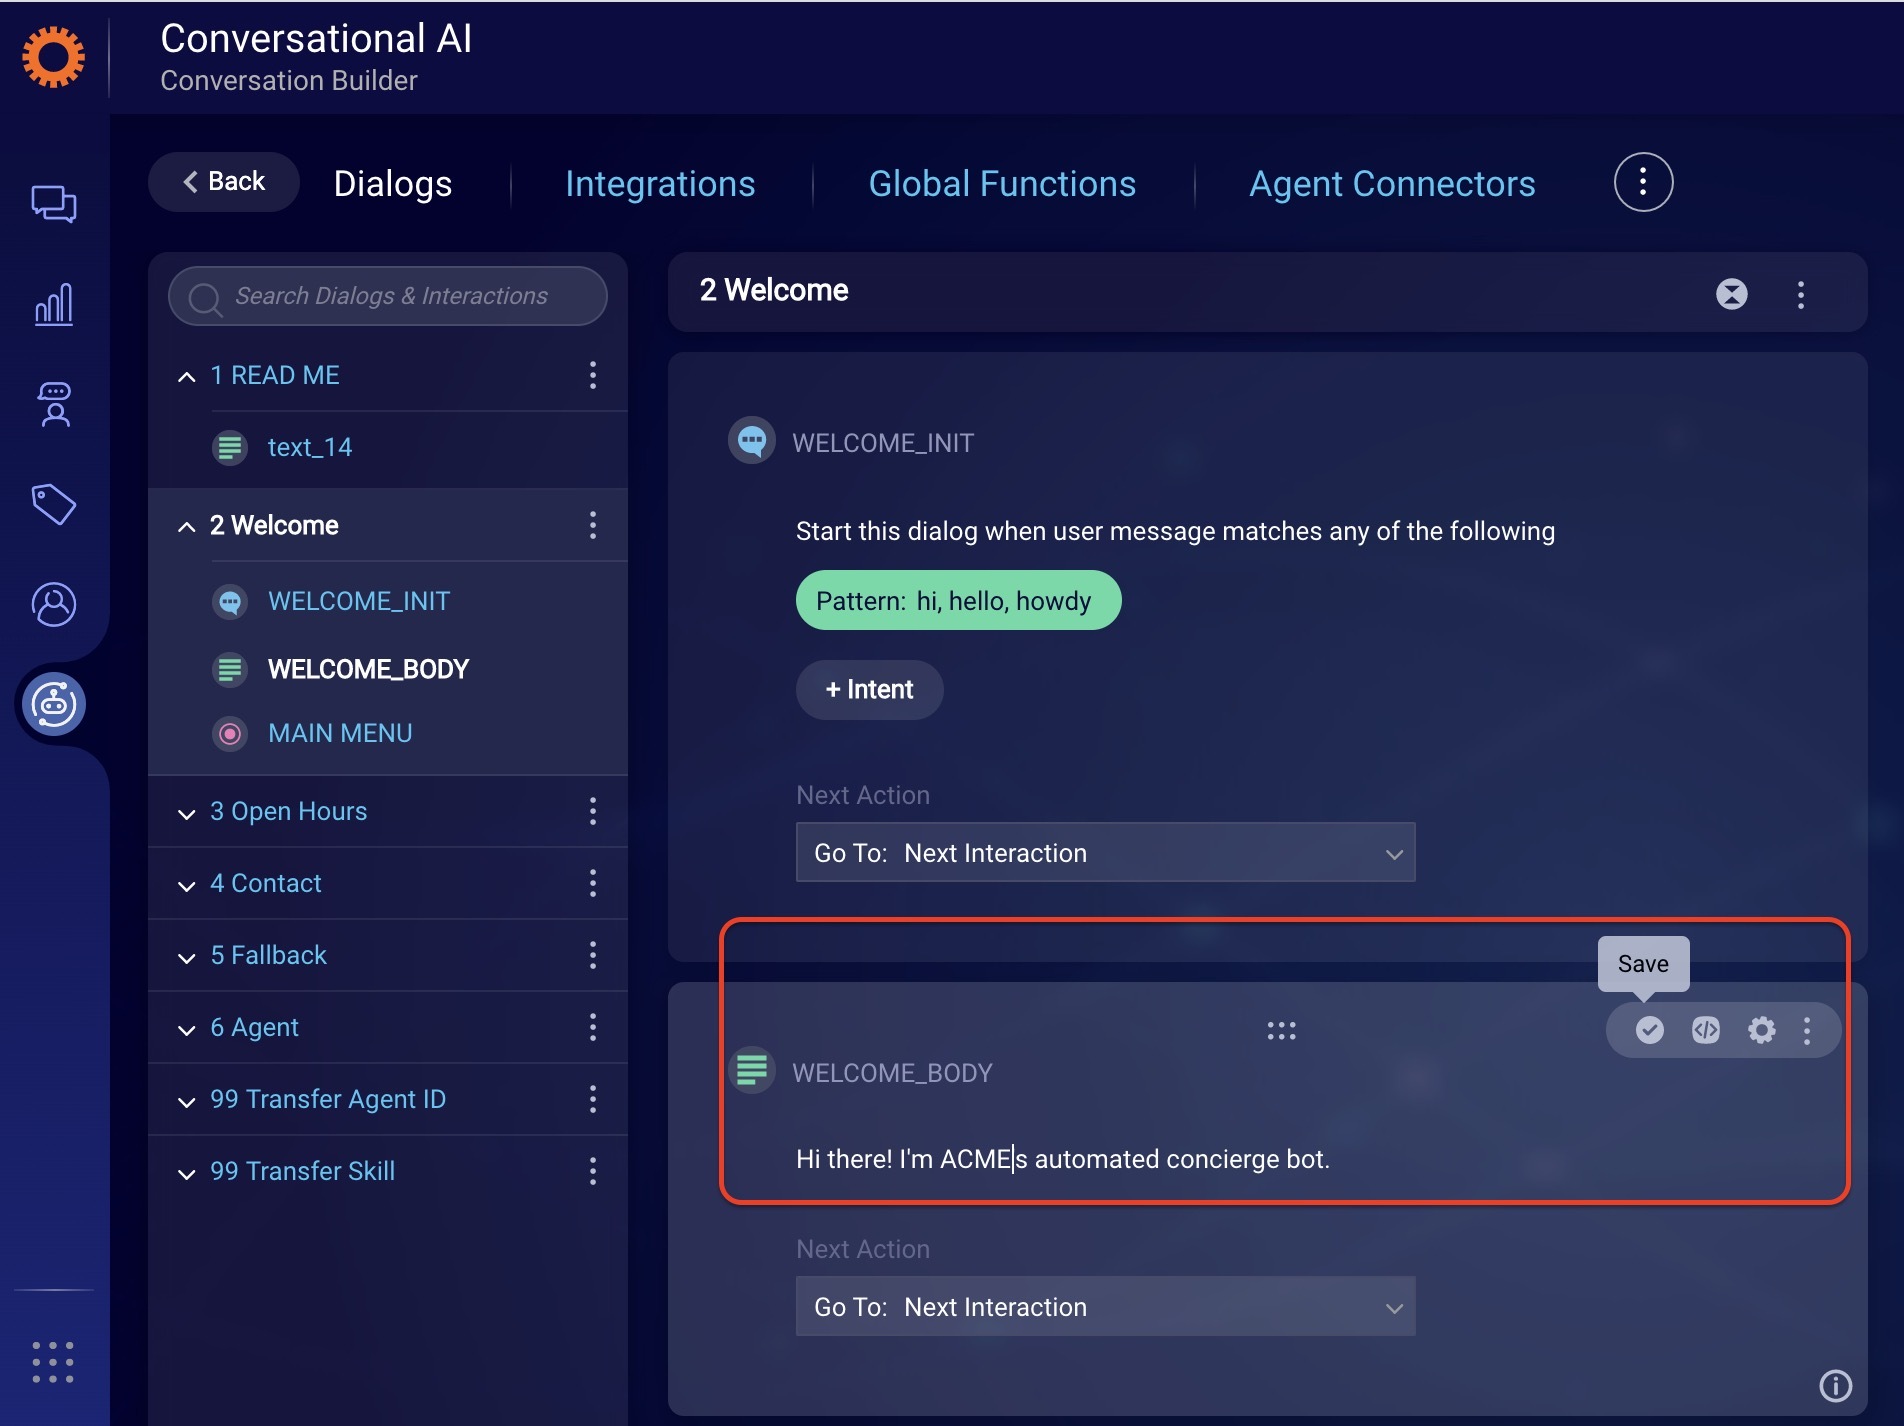 Conversational AI
Conversation Builder
Back
Dialogs
Integrations
Global Functions
Agent Connectors
Search Dialogs & Interactions
1 READ ME
text_14
2 Welcome
WELCOME_INIT
WELCOME_BODY
MAIN MENU
3 Open Hours
4 Contact
5 Fallback
6 Agent
99 Transfer Agent ID
99 Transfer Skill
2 Welcome
WELCOME_INIT
Start this dialog when user message matches any of the following
Pattern: hi, hello, howdy
+ Intent
Next Action
Go To: Next Interaction
Save
WELCOME_BODY
Hi there! I'm ACMEs automated concierge bot.
Next Action
Go To: Next Interaction